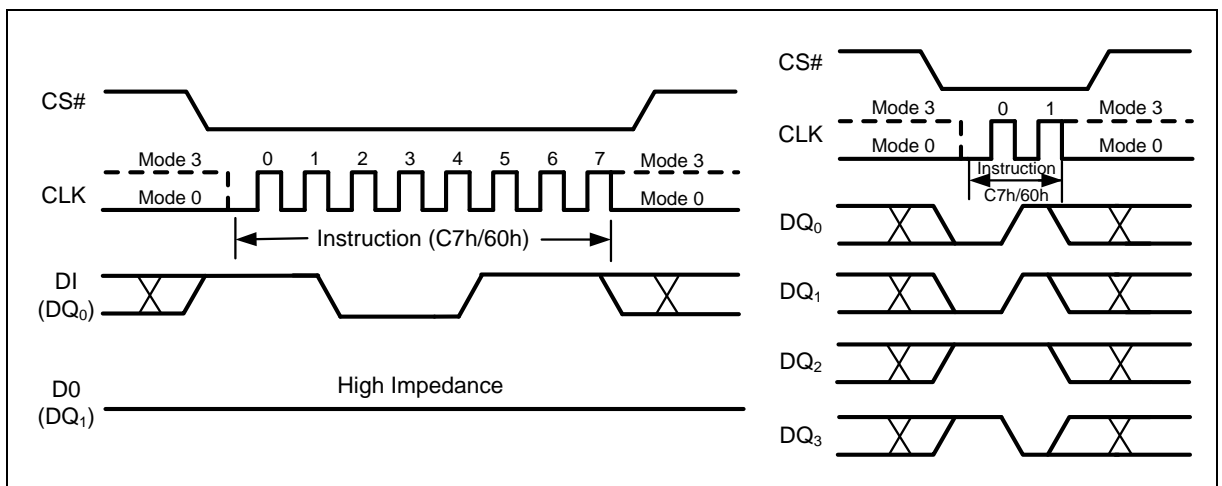 CS#
Mode 3 0 1 2 3 4 5 6 7 Mode 3
CLK
Mode 0 Mode 0
Instruction (C7h/60h)
DI
(DQ₀)
High Impedance
D0
(DQ₁)
CS#
Mode 3 0 1 Mode 3
CLK
Mode 0 Mode 0
Instruction
C7h/60h
DQ₀
DQ₁
DQ₂
DQ₃